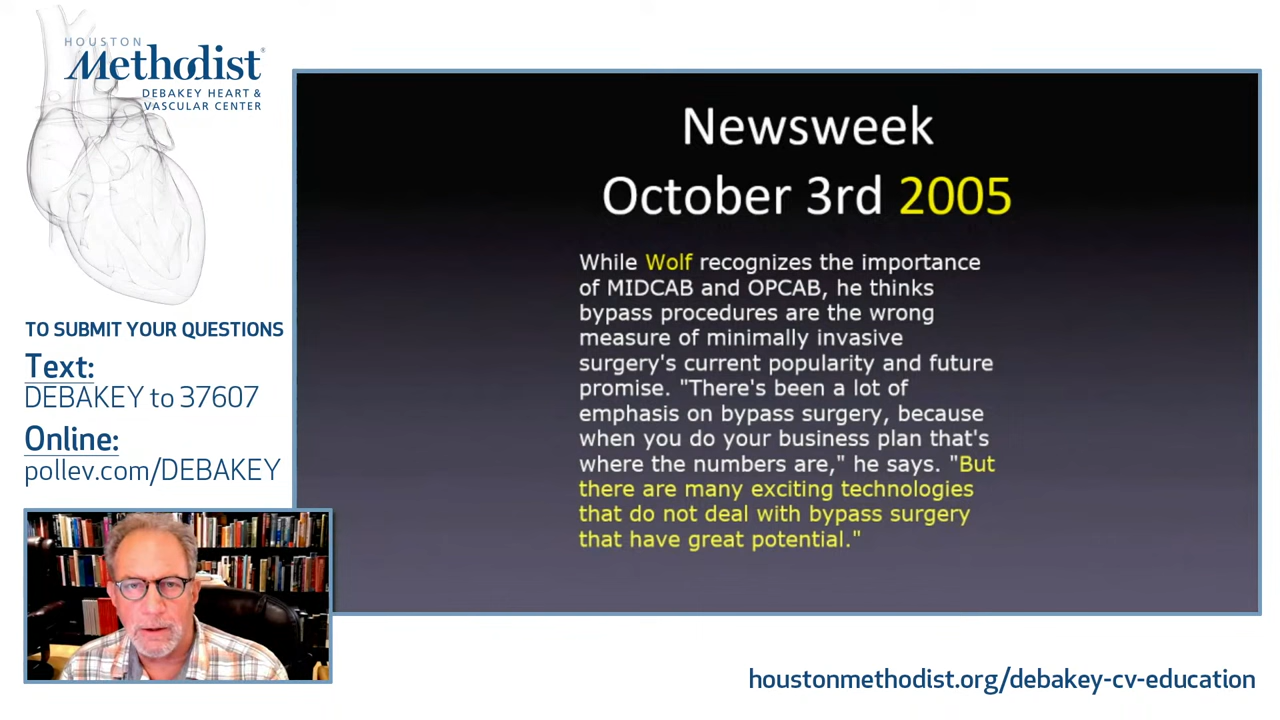 HOUSTON
Methodist®
DEBAKEY HEART &
VASCULAR CENTER
TO SUBMIT YOUR QUESTIONS
Text:
DEBAKEY to 37607
Online:
pollev.com/DEBAKEY
Newsweek
October 3rd 2005
While Wolf recognizes the importance
of MIDCAB and OPCAB, he thinks
bypass procedures are the wrong
measure of minimally invasive
surgery's current popularity and future
promise. "There's been a lot of
emphasis on bypass surgery, because
when you do your business plan that's
where the numbers are," he says. "But
there are many exciting technologies
that do not deal with bypass surgery
that have great potential."
houstonmethodist.org/debakey-cv-education